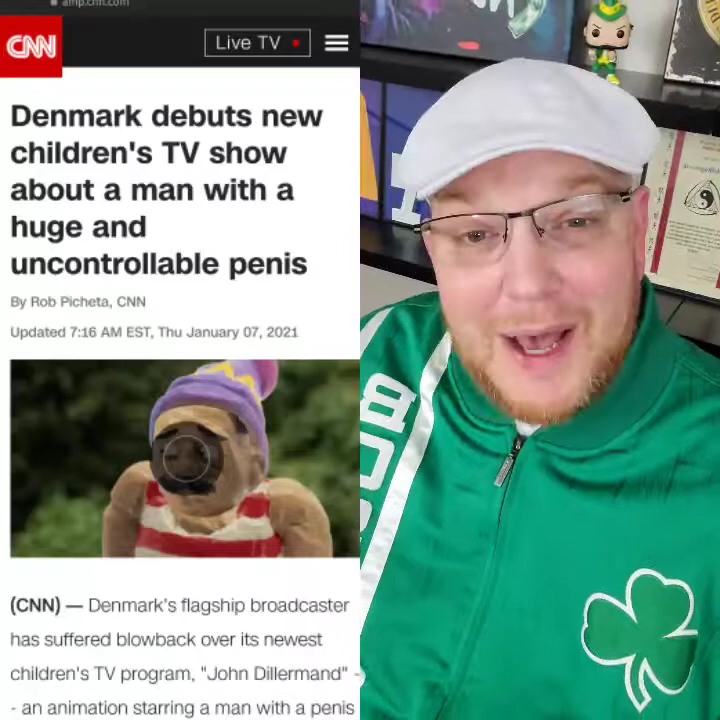 amp.cnn.com
CNN
Live TV
Denmark debuts new
children's TV show
about a man with a
huge and
uncontrollable penis
By Rob Picheta, CNN
Updated 7:16 AM EST, Thu January 07, 2021
(CNN) — Denmark's flagship broadcaster
has suffered blowback over its newest
children's TV program, "John Dillermand" -
- an animation starring a man with a penis